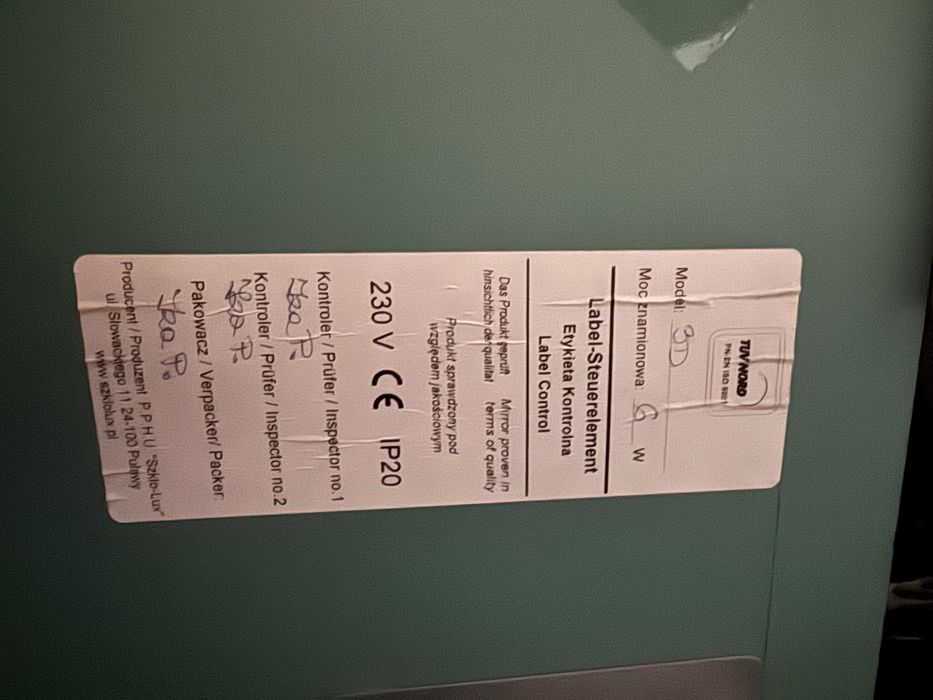 TUV NORD
PN-EN ISO 9001
Model: 3D
Moc znamionowa: 6 W
Label-Steuerelement
Etykieta Kontrolna
Label Control
Das Produkt geprüft hinsichtlich der qualität
Mirror proven in terms of quality
Produkt sprawdzony pod
względem jakościowym
230 V CE IP20
Kontroler / Prüfer / Inspector no.1
P.
Kontroler / Prüfer / Inspector no.2
P.
Pakowacz / Verpacker/ Packer:
P.
Producent / Produzent P.P.H.U. "Szkło-Lux"
ul Słowackiego 11 24-100 Puławy
www.szklolux.pl